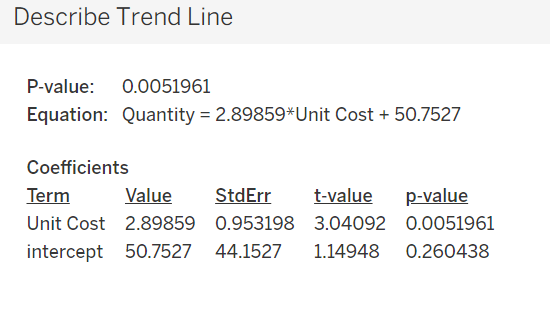 Describe Trend Line
P-value: 0.0051961
Equation: Quantity = 2.89859*Unit Cost + 50.7527
Coefficients
Term Value StdErr t-value p-value
Unit Cost 2.89859 0.953198 3.04092 0.0051961
intercept 50.7527 44.1527 1.14948 0.260438